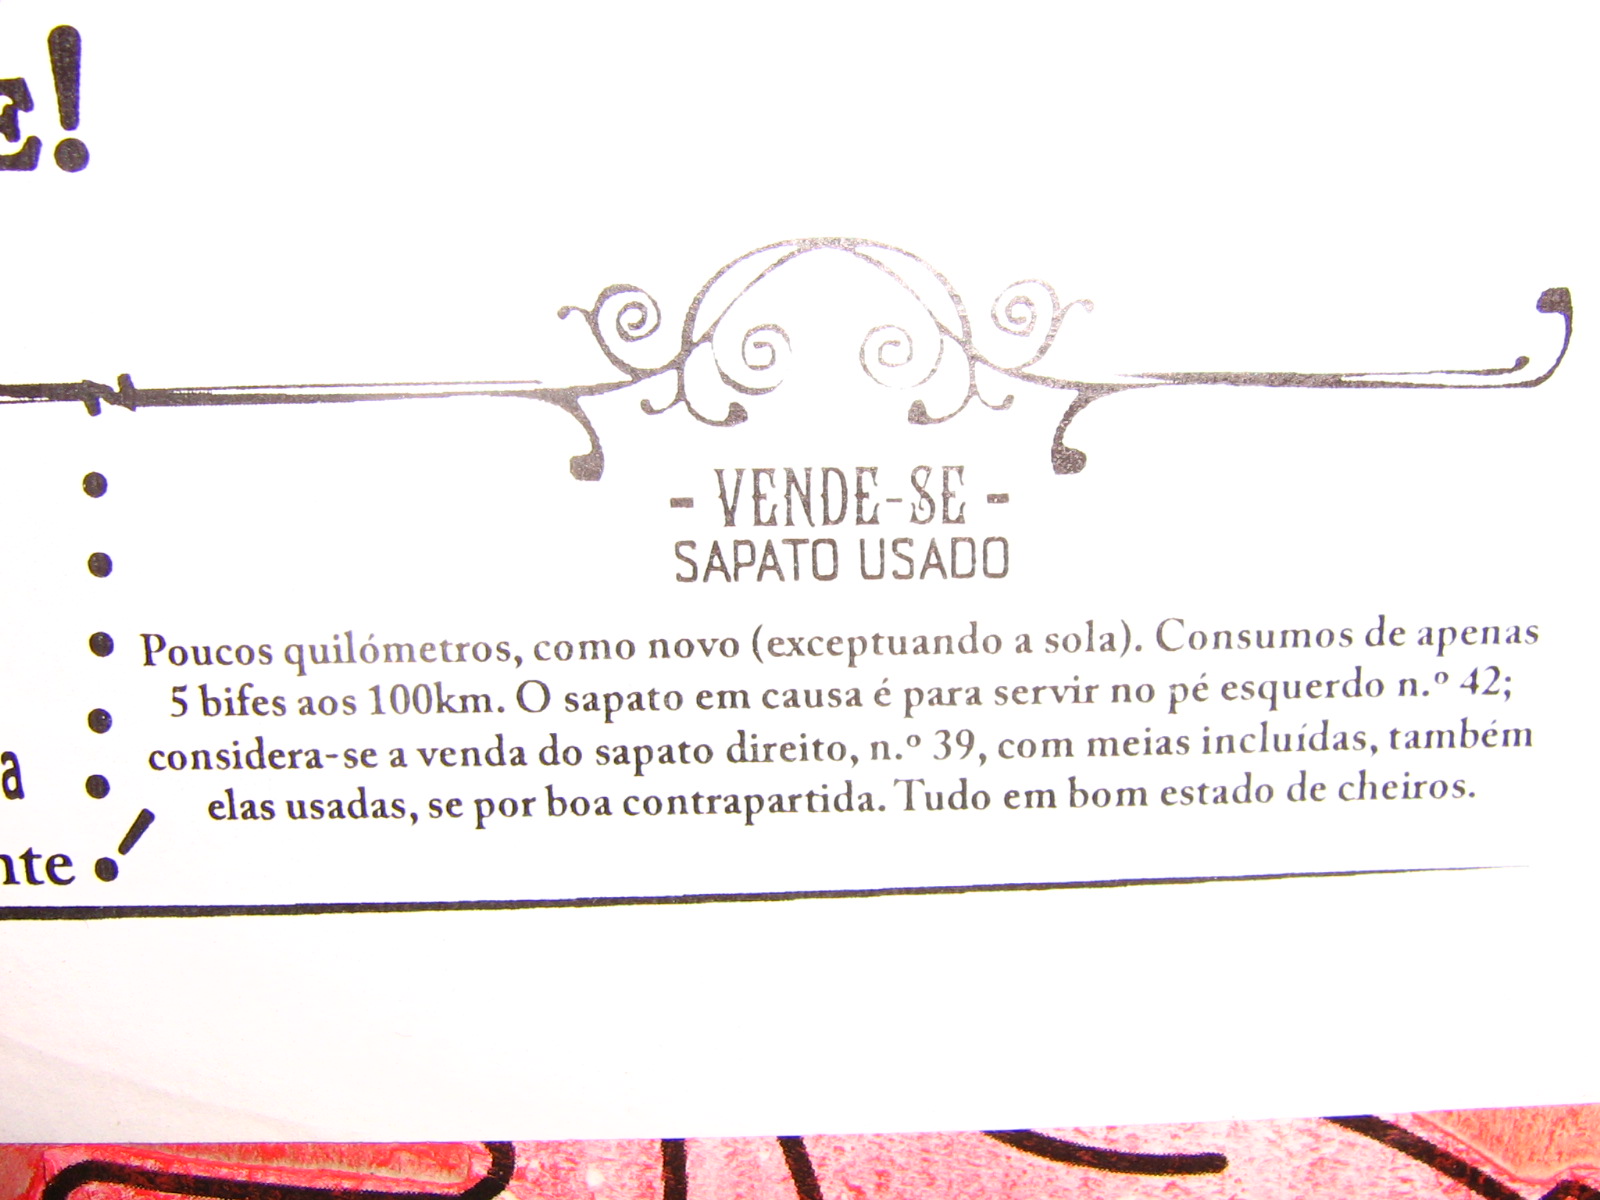 E!
- VENDE-SE -
SAPATO USADO
Poucos quilómetros, como novo (exceptuando a sola). Consumos de apenas
5 bifes aos 100km. O sapato em causa é para servir no pé esquerdo n.º 42;
considera-se a venda do sapato direito, n.º 39, com meias incluídas, também
elas usadas, se por boa contrapartida. Tudo em bom estado de cheiros.
a
nte